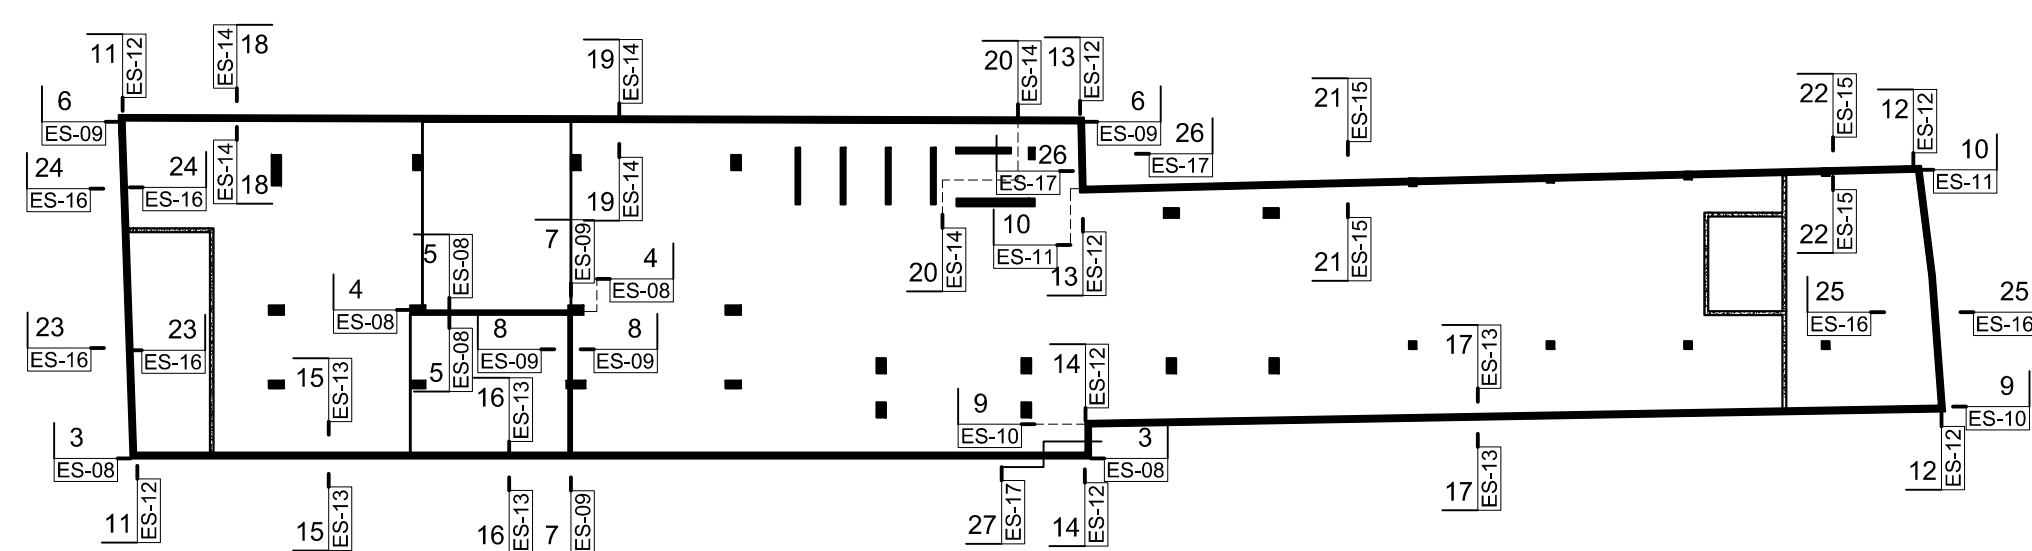 11
ES-12
ES-14
18
19
ES-14
20
ES-14
13
ES-12
6
ES-09
6
ES-09
21
ES-15
22
ES-15
12
ES-12
24
ES-16
24
ES-16
ES-14
18
19
ES-14
26
ES-17
26
ES-17
10
ES-11
5
ES-08
7
ES-09
4
ES-08
20
ES-14
10
ES-11
13
ES-12
21
ES-15
22
ES-15
4
ES-08
23
ES-16
23
ES-16
5
ES-08
8
ES-09
8
ES-09
25
ES-16
25
ES-16
15
ES-13
16
ES-13
14
ES-12
17
ES-13
9
ES-10
9
ES-10
3
ES-08
3
ES-08
11
ES-12
15
ES-13
16
ES-13
7
ES-09
27
ES-17
14
ES-12
17
ES-13
12
ES-12